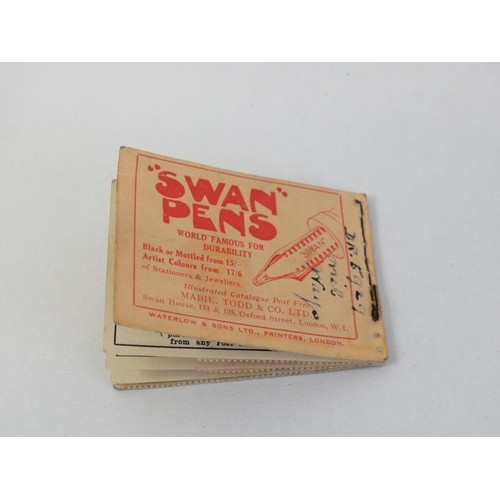 "SWAN"
PENS
WORLD FAMOUS FOR
DURABILITY
Black or Mottled from 15/-
Artist Colours from 17/6
of Stationers & Jewellers.
Illustrated Catalogue Post Free
MABIE, TODD & CO. LTD.
Swan House, 133 & 135, Oxford Street, London, W.1.
WATERLOW & SONS LTD., PRINTERS, LONDON.
from any Post
SWAN